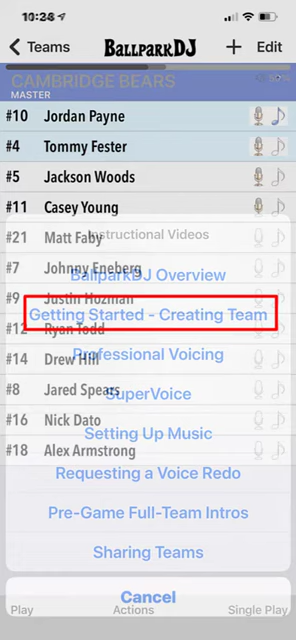 10:28
Teams BALLPARKDJ + Edit
CAMBRIDGE BEARS
MASTER
#10 Jordan Payne
#4 Tommy Fester
#5 Jackson Woods
#11 Casey Young
#21 Matt Faby
Instructional Videos
#7 Johnny Eneberg
BallparkDJ Overview
#9 Justin Hozman
Getting Started - Creating Team
#12 Ryan Todd
#14 Drew Hill
Professional Voicing
#8 Jared Spears
SuperVoice
#16 Nick Dato
Setting Up Music
#18 Alex Armstrong
Requesting a Voice Redo
Pre-Game Full-Team Intros
Sharing Teams
Cancel
Play Actions Single Play